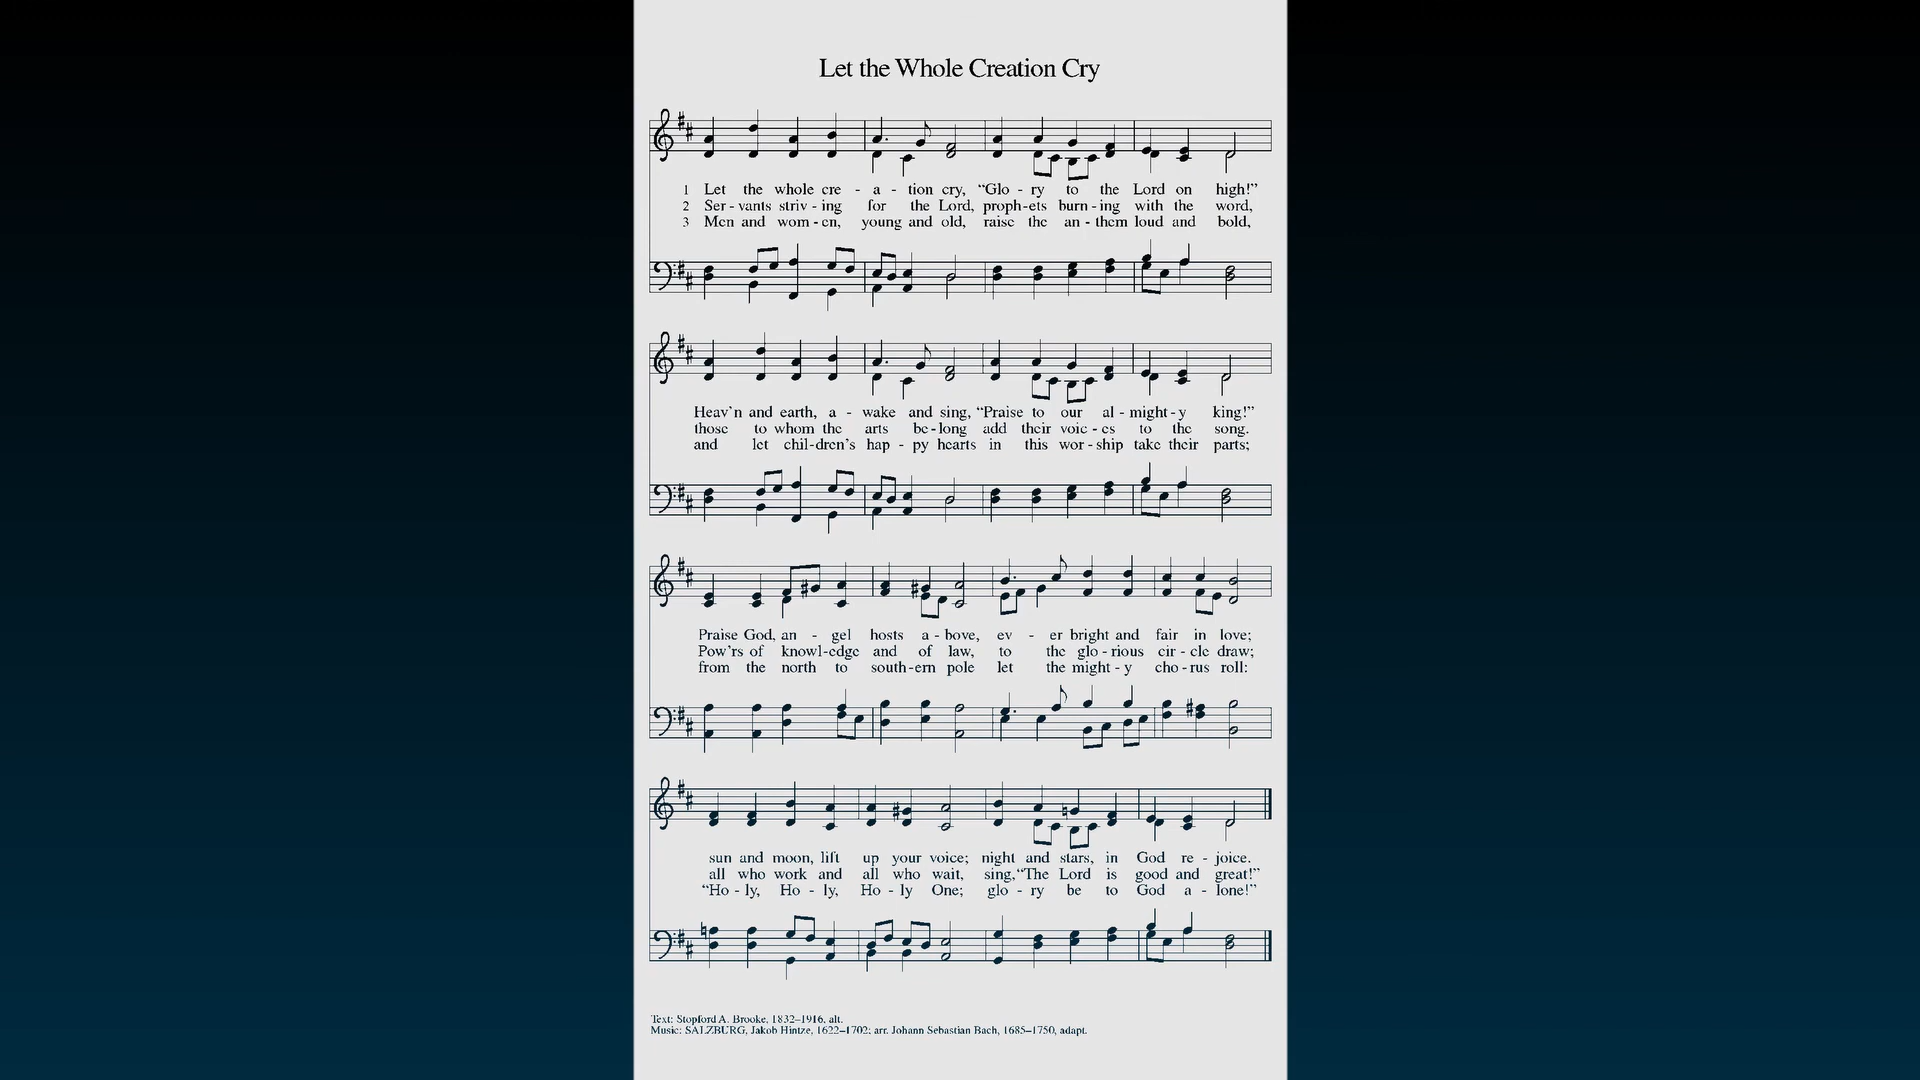 Let the Whole Creation Cry
1 Let the whole cre - a - tion cry, “Glo - ry to the Lord on high!”
2 Ser - vants striv - ing for the Lord, proph - ets burn - ing with the word,
3 Men and wom - en, young and old, raise the an - them loud and bold,
Heav’n and earth, a - wake and sing, “Praise to our al - might - y king!”
those to whom the arts be - long add their voic - es to the song.
and let chil - dren’s hap - py hearts in this wor - ship take their parts;
Praise God, an - gel hosts a - bove, ev - er bright and fair in love;
Pow’rs of knowl - edge and of law, to the glo - rious cir - cle draw;
from the north to south - ern pole let the might - y cho - rus roll:
sun and moon, lift up your voice; night and stars, in God re - joice.
all who work and all who wait, sing, “The Lord is good and great!”
“Ho - ly, Ho - ly, Ho - ly One; glo - ry be to God a - lone!”
Text: Stopford A. Brooke, 1832–1916, alt.
Music: SALZBURG, Jakob Hintze, 1622–1702; arr. Johann Sebastian Bach, 1685–1750, adapt.